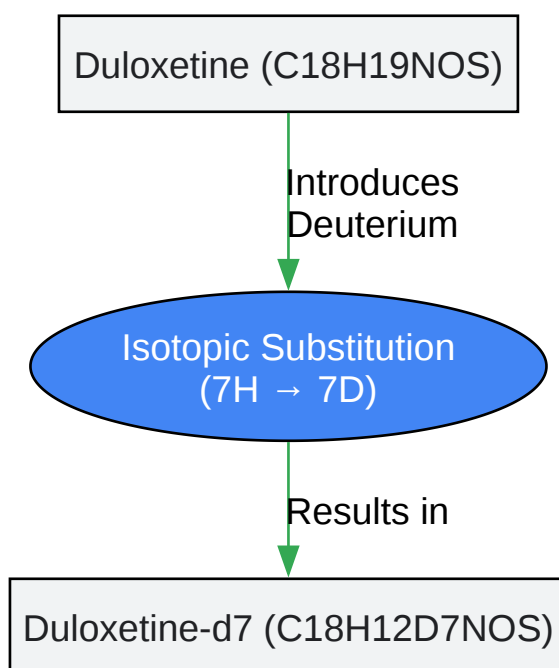 Duloxetine (C18H19NOS)
Introduces
Deuterium
Isotopic Substitution
(7H → 7D)
Results in
Duloxetine-d7 (C18H12D7NOS)